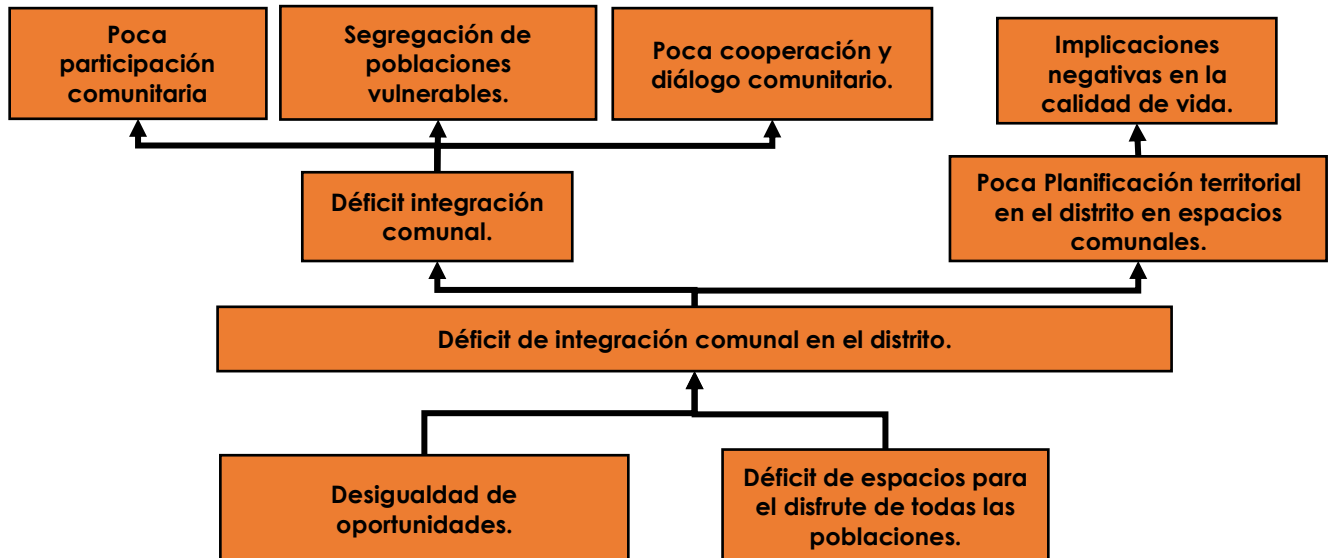 Poca
participación
comunitaria
Segregación de
poblaciones
vulnerables.
Poca cooperación y
diálogo comunitario.
Implicaciones
negativas en la
calidad de vida.
Déficit integración
comunal.
Poca Planificación territorial
en el distrito en espacios
comunales.
Déficit de integración comunal en el distrito.
Desigualdad de
oportunidades.
Déficit de espacios para
el disfrute de todas las
poblaciones.